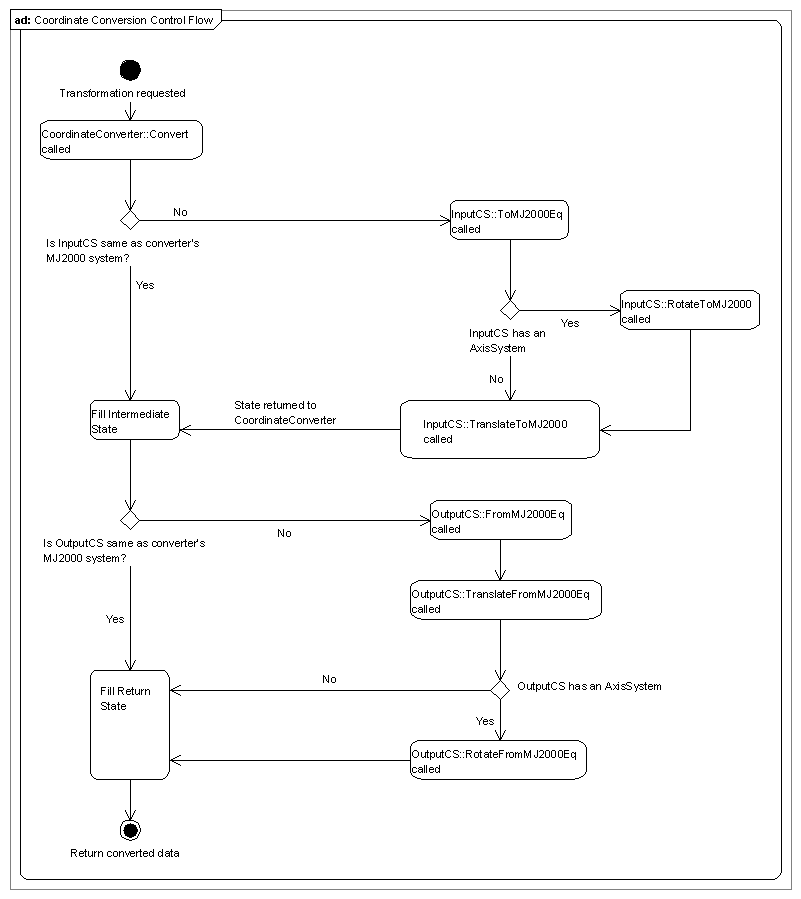 ad: Coordinate Conversion Control Flow
Transformation requested
CoordinateConverter::Convert
called
No
InputCS::ToMJ2000Eq
called
Is InputCS same as converter's
MJ2000 system?
Yes
InputCS::RotateToMJ2000
called
Yes
InputCS has an
AxisSystem
No
Fill Intermediate
State
State returned to
CoordinateConverter
InputCS::TranslateToMJ2000
called
OutputCS::FromMJ2000Eq
called
No
Is OutputCS same as converter's
MJ2000 system?
OutputCS::TranslateFromMJ2000Eq
called
Yes
Fill Return
State
No
OutputCS has an AxisSystem
Yes
OutputCS::RotateFromMJ2000Eq
called
Return converted data